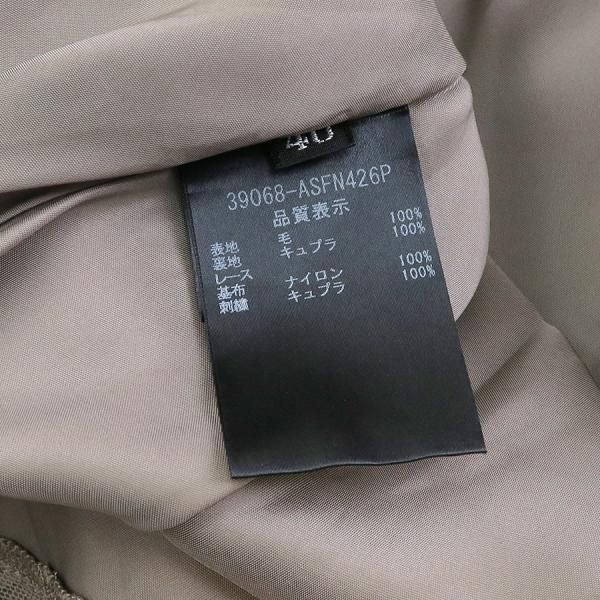 40
39068-ASFN426P
品質表示
表地 毛 100%
裏地 キュプラ 100%
レース
基布 ナイロン 100%
刺繍 キュプラ 100%